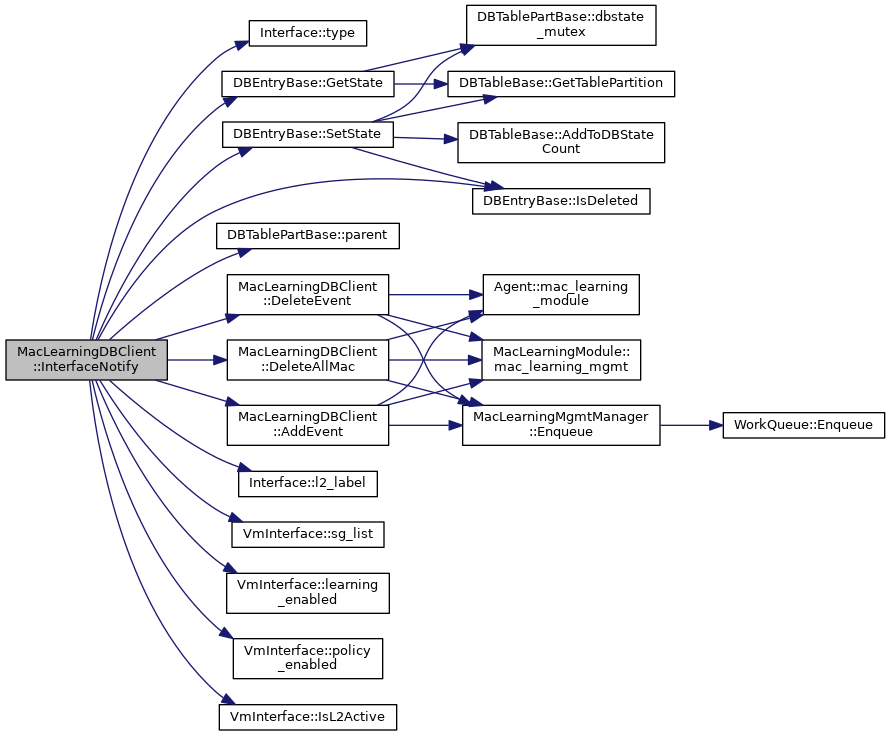 MacLearningDBClient
::InterfaceNotify
Interface::type
DBEntryBase::GetState
DBEntryBase::SetState
DBTablePartBase::parent
MacLearningDBClient
::DeleteEvent
MacLearningDBClient
::DeleteAllMac
MacLearningDBClient
::AddEvent
Interface::l2_label
VmInterface::sg_list
VmInterface::learning
_enabled
VmInterface::policy
_enabled
VmInterface::IsL2Active
DBTablePartBase::dbstate
_mutex
DBTableBase::GetTablePartition
DBTableBase::AddToDBState
Count
DBEntryBase::IsDeleted
Agent::mac_learning
_module
MacLearningModule::
mac_learning_mgmt
MacLearningMgmtManager
::Enqueue
WorkQueue::Enqueue